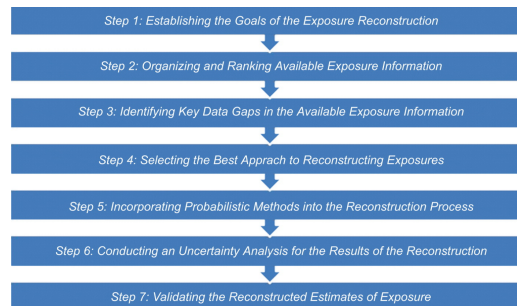 Step 1: Establishing the Goals of the Exposure Reconstruction
Step 2: Organizing and Ranking Available Exposure Information
Step 3: Identifying Key Data Gaps in the Available Exposure Information
Step 4: Selecting the Best Apprach to Reconstructing Exposures
Step 5: Incorporating Probabilistic Methods into the Reconstruction Process
Step 6: Conducting an Uncertainty Analysis for the Results of the Reconstruction
Step 7: Validating the Reconstructed Estimates of Exposure